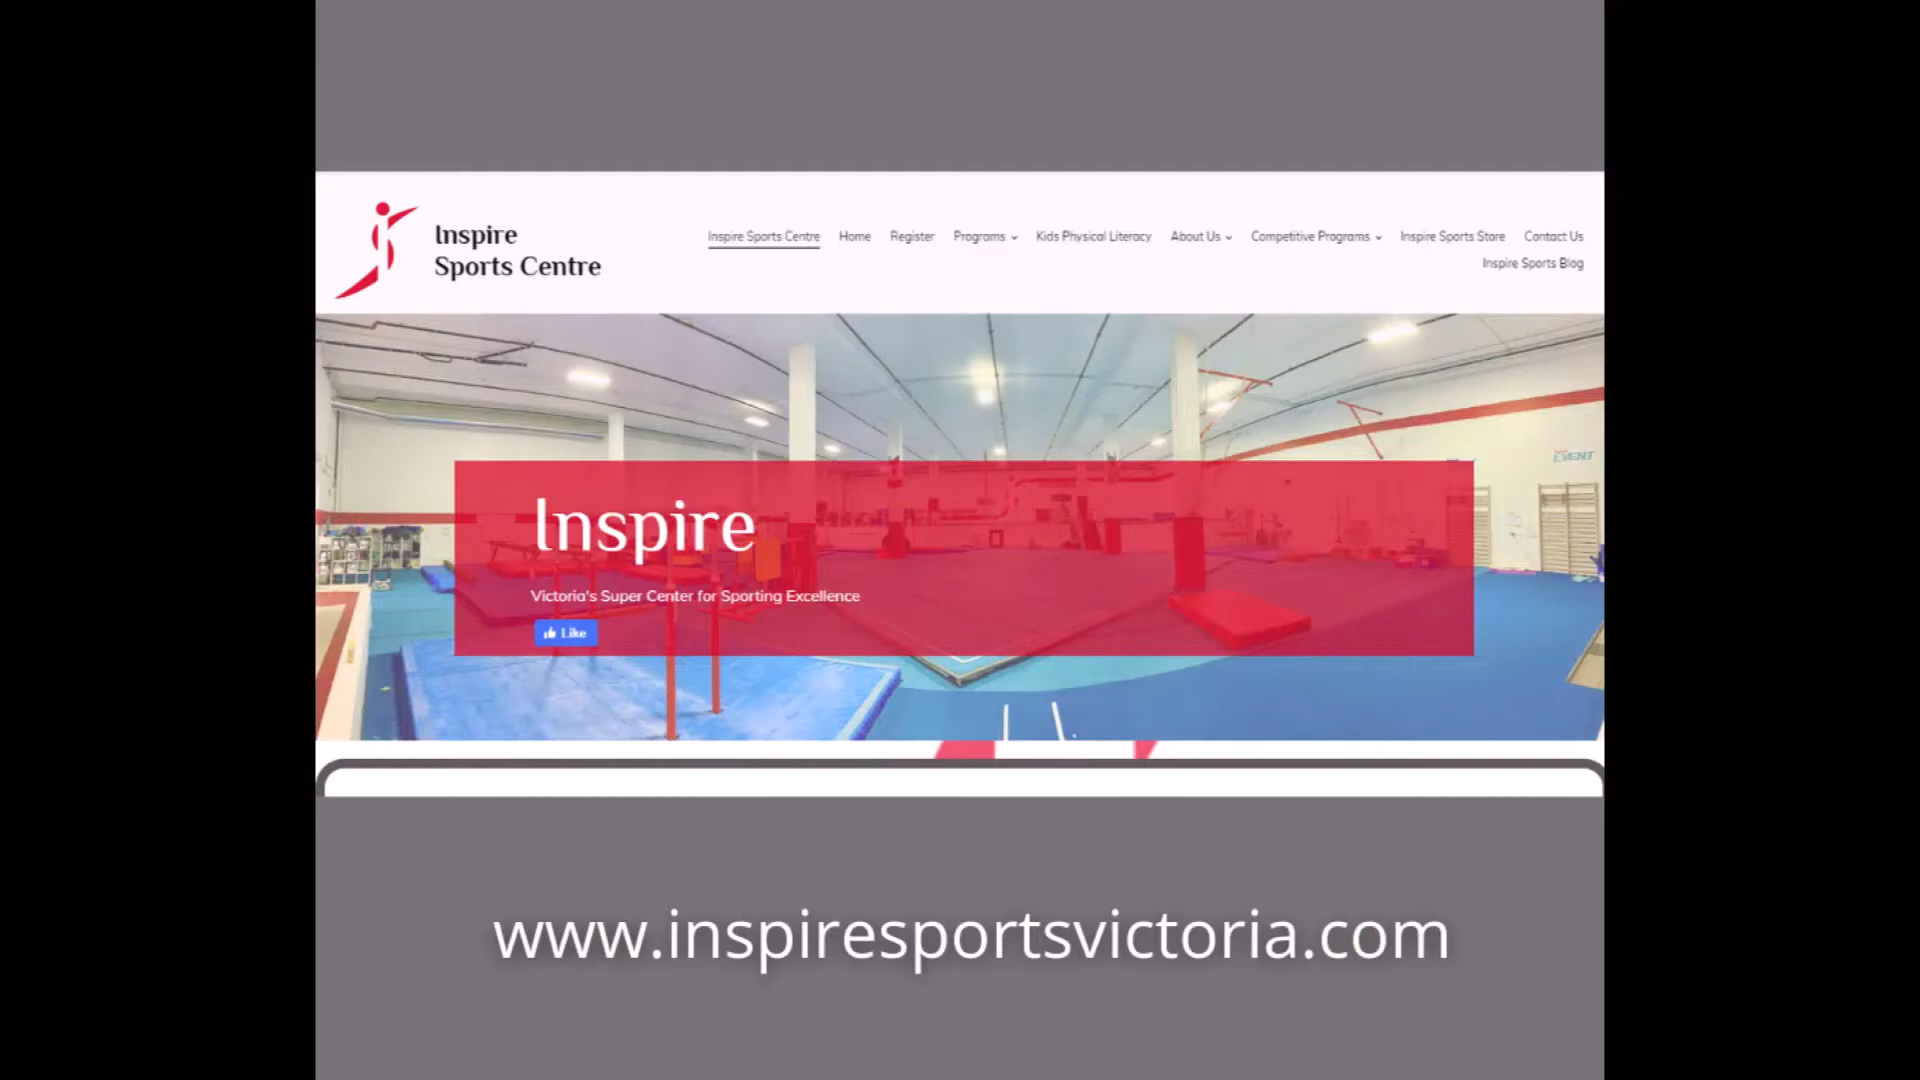 Inspire
Sports Centre
Inspire Sports Centre Home Register Programs Kids Physical Literacy About Us Competitive Programs Inspire Sports Store Contact Us
Inspire Sports Blog
EVENT
Inspire
Victoria's Super Center for Sporting Excellence
Like
www.inspiresportsvictoria.com